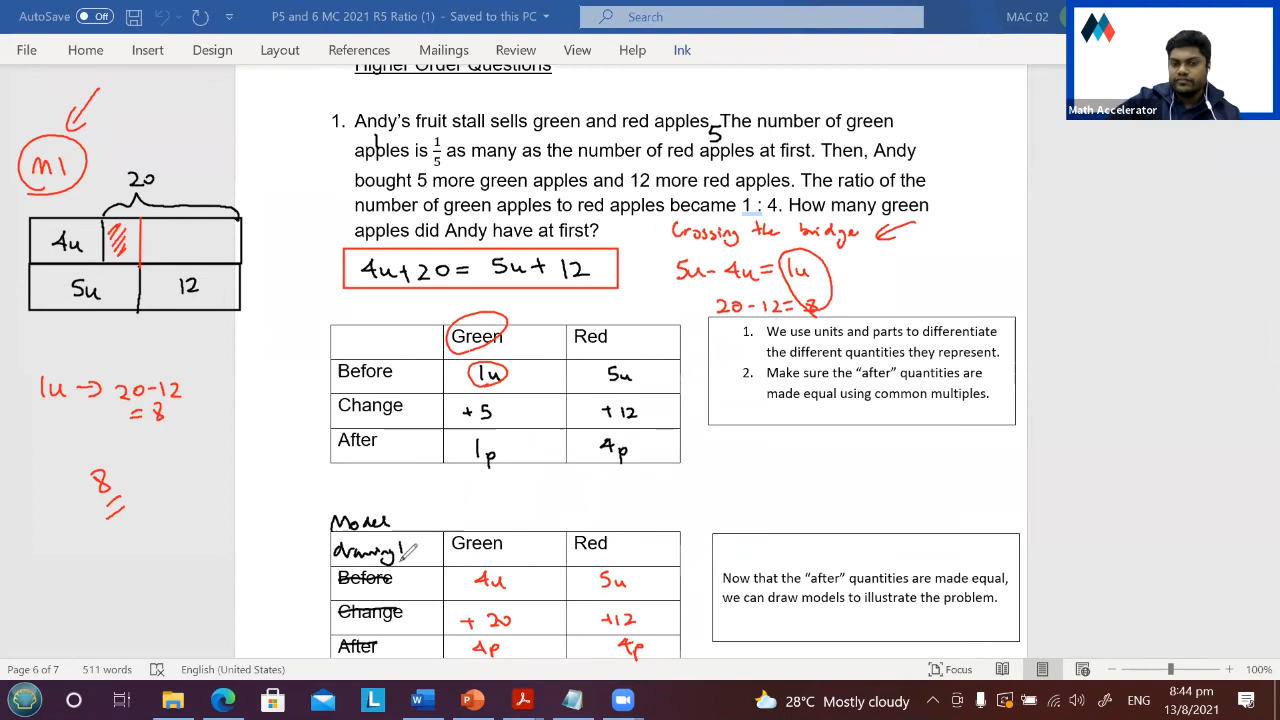 AutoSave Off
P5 and 6 MC 2021 R5 Ratio (1) - Saved to this PC
Search
MAC 02
File Home Insert Design Layout References Mailings Review View Help Ink
Math Accelerator
Higher Order Questions
1. Andy's fruit stall sells green and red apples. The number of green
apples is 1/5 as many as the number of red apples at first. Then, Andy
bought 5 more green apples and 12 more red apples. The ratio of the
number of green apples to red apples became 1 : 4. How many green
apples did Andy have at first?
1
5
M1
20
4u
5u 12
1u → 20-12
= 8
8
Crossing the bridge
4u + 20 = 5u + 12
5u - 4u = 1u
20 - 12 = 8
Green Red
Before 1u 5u
Change + 5 + 12
After 1p 4p
1. We use units and parts to differentiate
the different quantities they represent.
2. Make sure the "after" quantities are
made equal using common multiples.
Model
drawing!
Green Red
Before 4u 5u
Change + 20 +12
After 4p 4p
Now that the "after" quantities are made equal,
we can draw models to illustrate the problem.
Page 6 of 7 511 words English (United States) Focus 100%
28°C Mostly cloudy ENG 8:44 pm
13/8/2021